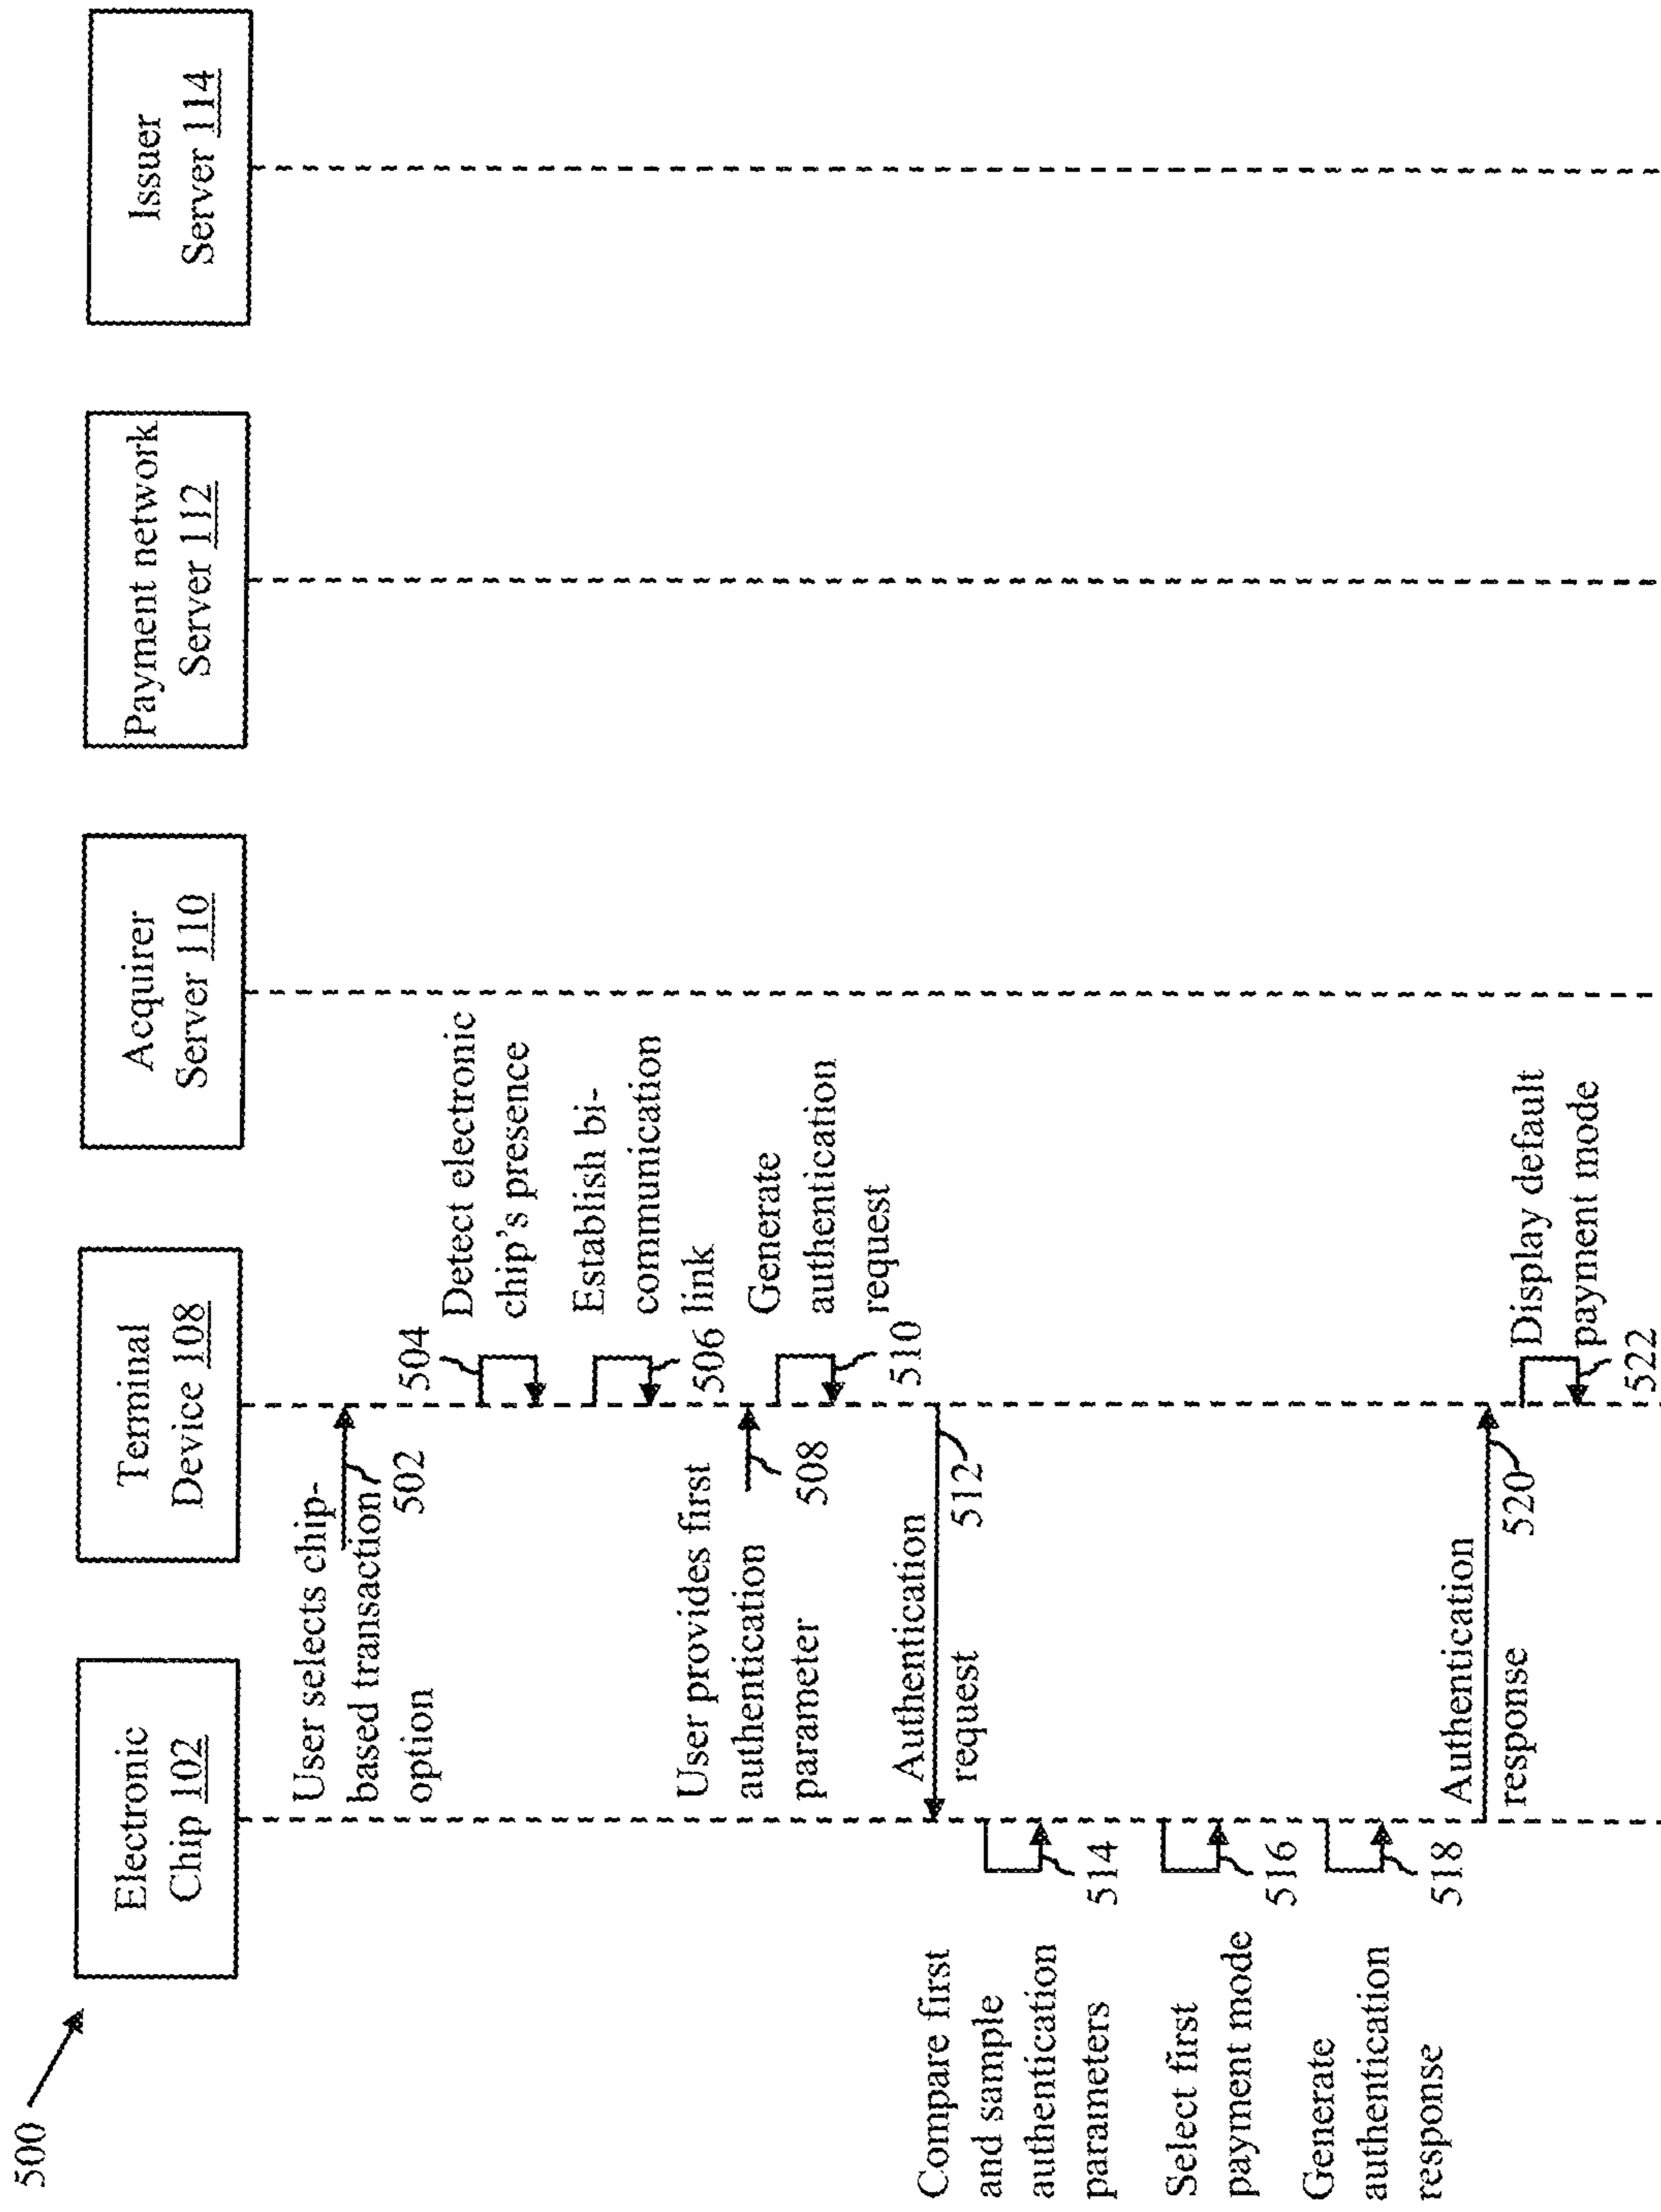 500
Electronic
Chip 102
Terminal
Device 108
Acquirer
Server 110
Payment network
Server 112
Issuer
Server 114
User selects chip-
based transaction
option
502
504
Detect electronic
chip's presence
Establish bi-
communication
link
506
User provides first
authentication
parameter
508
Generate
authentication
request
510
Authentication
request
512
Compare first
and sample
authentication
parameters
514
Select first
payment mode
516
Generate
authentication
response
518
Authentication
response
520
Display default
payment mode
522